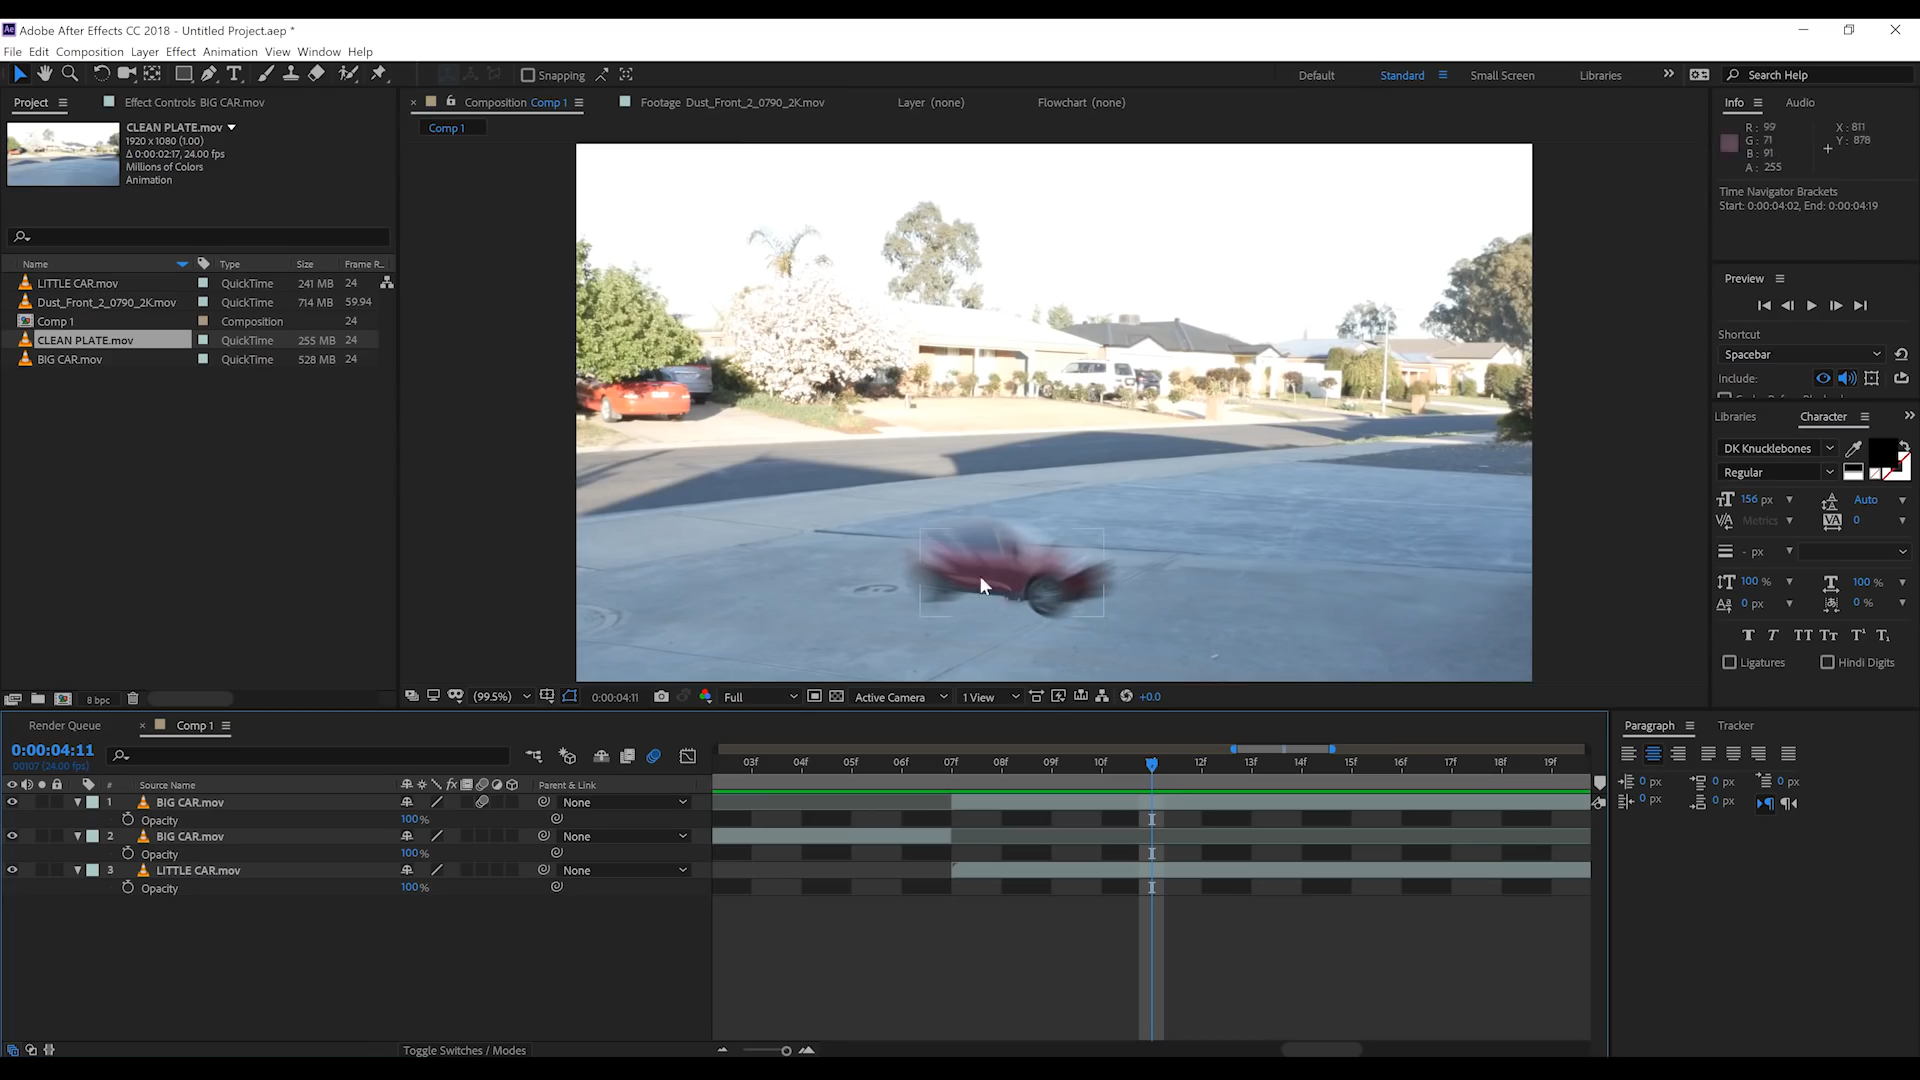 Adobe After Effects CC 2018 - Untitled Project.aep *
File Edit Composition Layer Effect Animation View Window Help
Snapping Default Standard Small Screen Libraries Search Help
Project Effect Controls BIG CAR.mov Composition Comp 1 Footage Dust_Front_2_0790_2K.mov Layer (none) Flowchart (none) Info Audio
CLEAN PLATE.mov
1920 x 1080 (1.00)
Δ 0:00:02:17, 24.00 fps
Millions of Colors
Animation
Comp 1
R : 99 X : 811
G : 71 Y : 878
B : 91
A : 255
Time Navigator Brackets
Start: 0:00:04:02, End: 0:00:04:19
Name Type Size Frame R...
LITTLE CAR.mov QuickTime 241 MB 24
Dust_Front_2_0790_2K.mov QuickTime 714 MB 59.94
Comp 1 Composition 24
CLEAN PLATE.mov QuickTime 255 MB 24
BIG CAR.mov QuickTime 528 MB 24
Preview
Shortcut
Spacebar
Include:
Libraries Character
DK Knucklebones
Regular
156 px Auto
Metrics 0
- px
100 % 100 %
0 px 0 %
T T TT Tт T¹ T₁
Ligatures Hindi Digits
8 bpc (99.5%) 0:00:04:11 Full Active Camera 1 View +0.0
Render Queue Comp 1 Paragraph Tracker
0:00:04:11
00107 (24.00 fps)
03f 04f 05f 06f 07f 08f 09f 10f 12f 13f 14f 15f 16f 17f 18f 19f
# Source Name fx Parent & Link
1 BIG CAR.mov None
Opacity 100 %
2 BIG CAR.mov None
Opacity 100 %
3 LITTLE CAR.mov None
Opacity 100 %
0 px 0 px 0 px
0 px 0 px
Toggle Switches / Modes